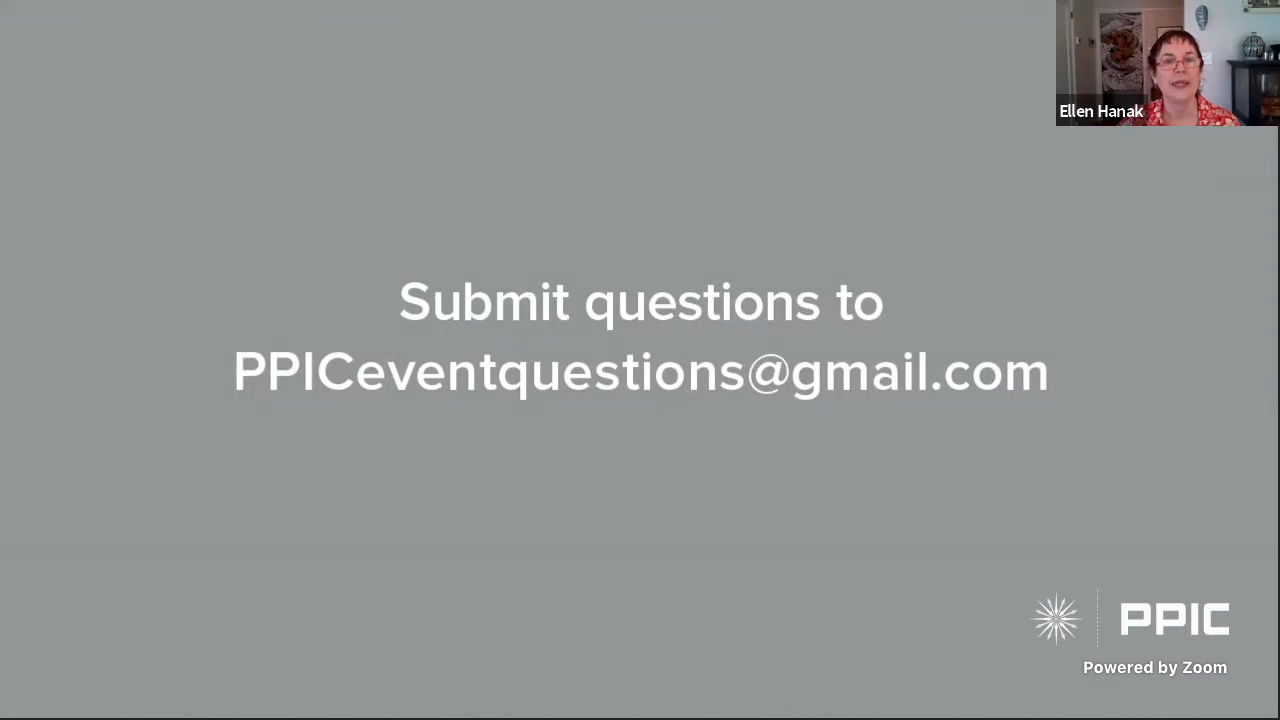 Ellen Hanak
Submit questions to
PPICeventquestions@gmail.com
PPIC
Powered by Zoom